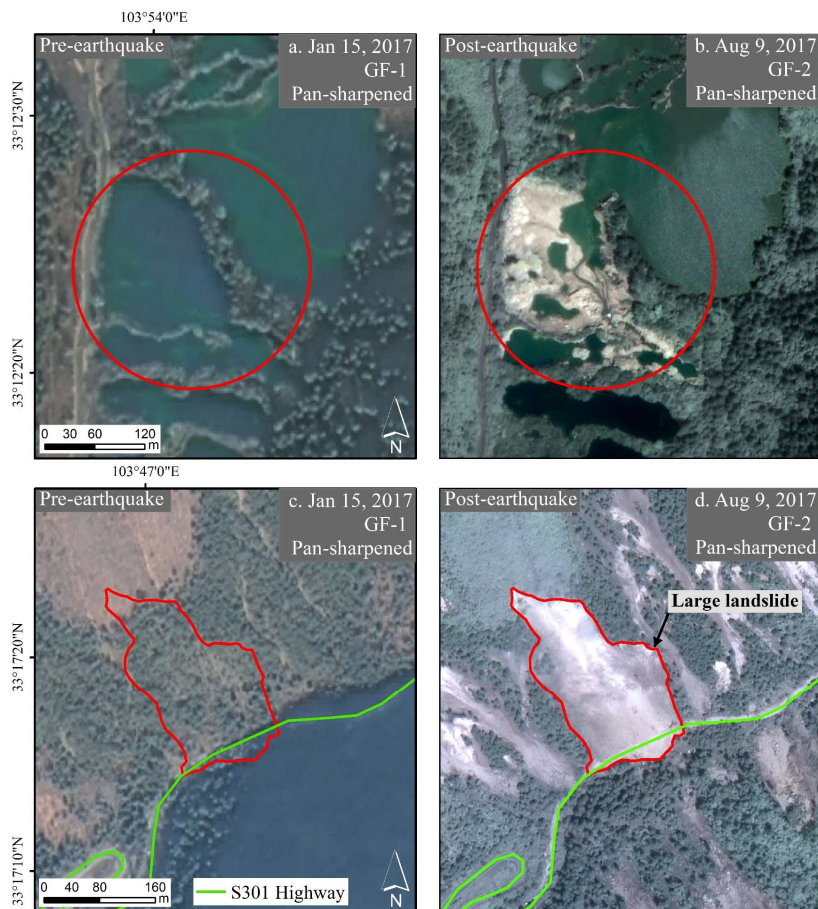 103°54'0"E
Pre-earthquake
a. Jan 15, 2017
GF-1
Pan-sharpened
Post-earthquake
b. Aug 9, 2017
GF-2
Pan-sharpened
33°12'30"N
33°12'20"N
0 30 60 120
m
N
103°47'0"E
Pre-earthquake
c. Jan 15, 2017
GF-1
Pan-sharpened
Post-earthquake
d. Aug 9, 2017
GF-2
Pan-sharpened
Large landslide
33°17'20"N
33°17'10"N
0 40 80 160
m
S301 Highway
N